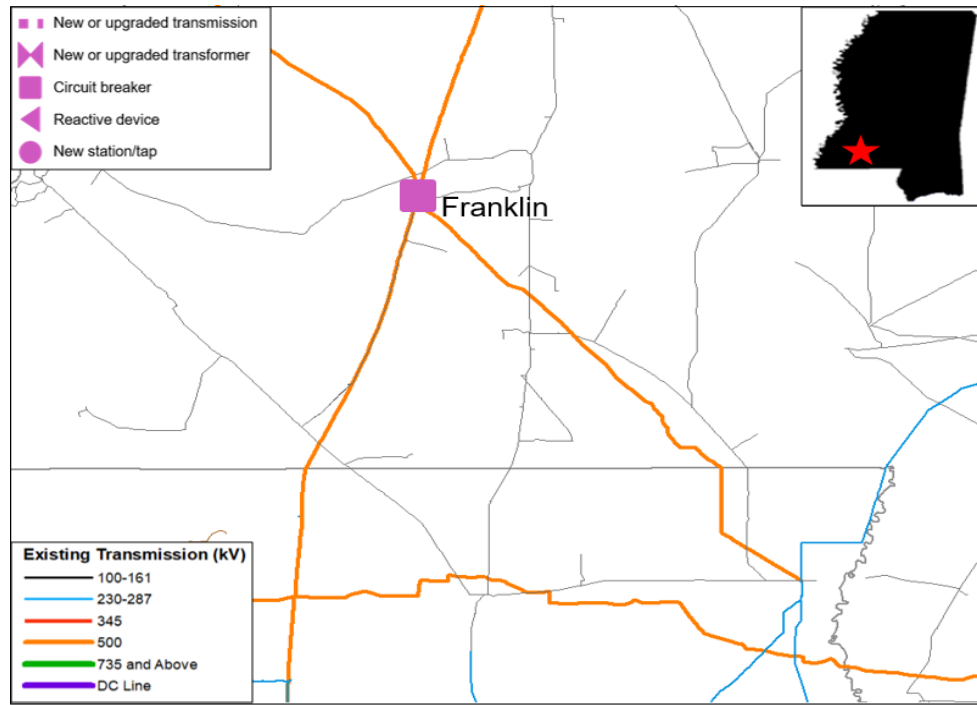 New or upgraded transmission
New or upgraded transformer
Circuit breaker
Reactive device
New station/tap
Franklin
Existing Transmission (kV)
100-161
230-287
345
500
735 and Above
DC Line